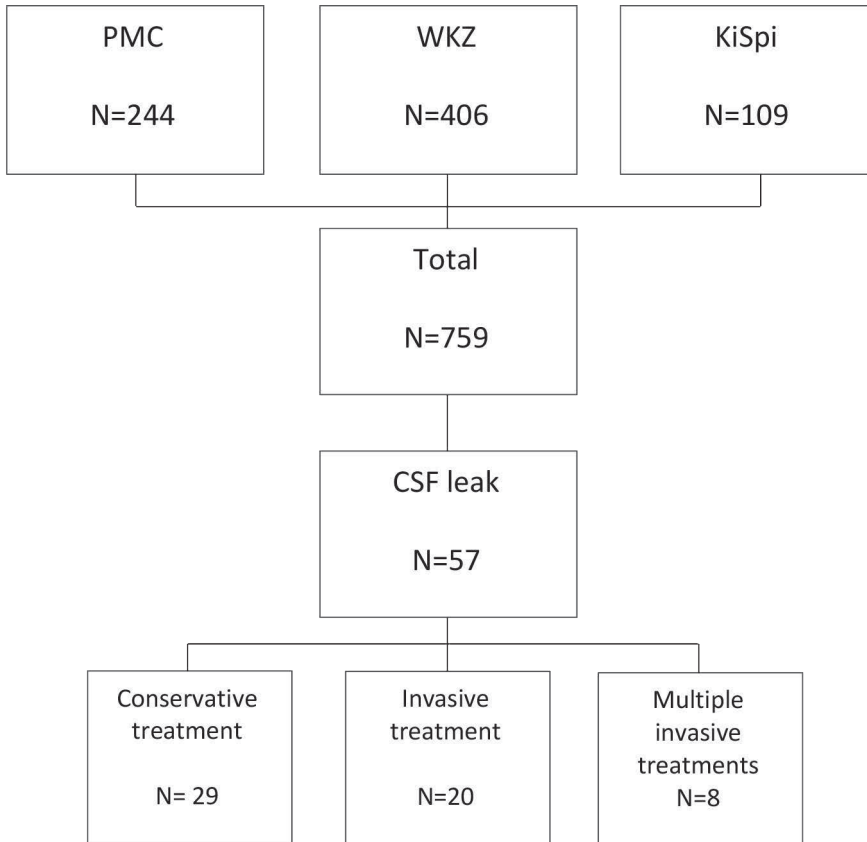 PMC
N=244
WKZ
N=406
KiSpi
N=109
Total
N=759
CSF leak
N=57
Conservative
treatment
N= 29
Invasive
treatment
N=20
Multiple
invasive
treatments
N=8